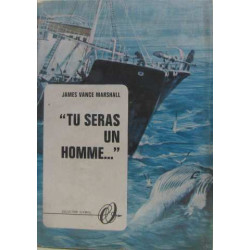 JAMES VANCE MARSHALL
"TU SERAS
UN
HOMME..."